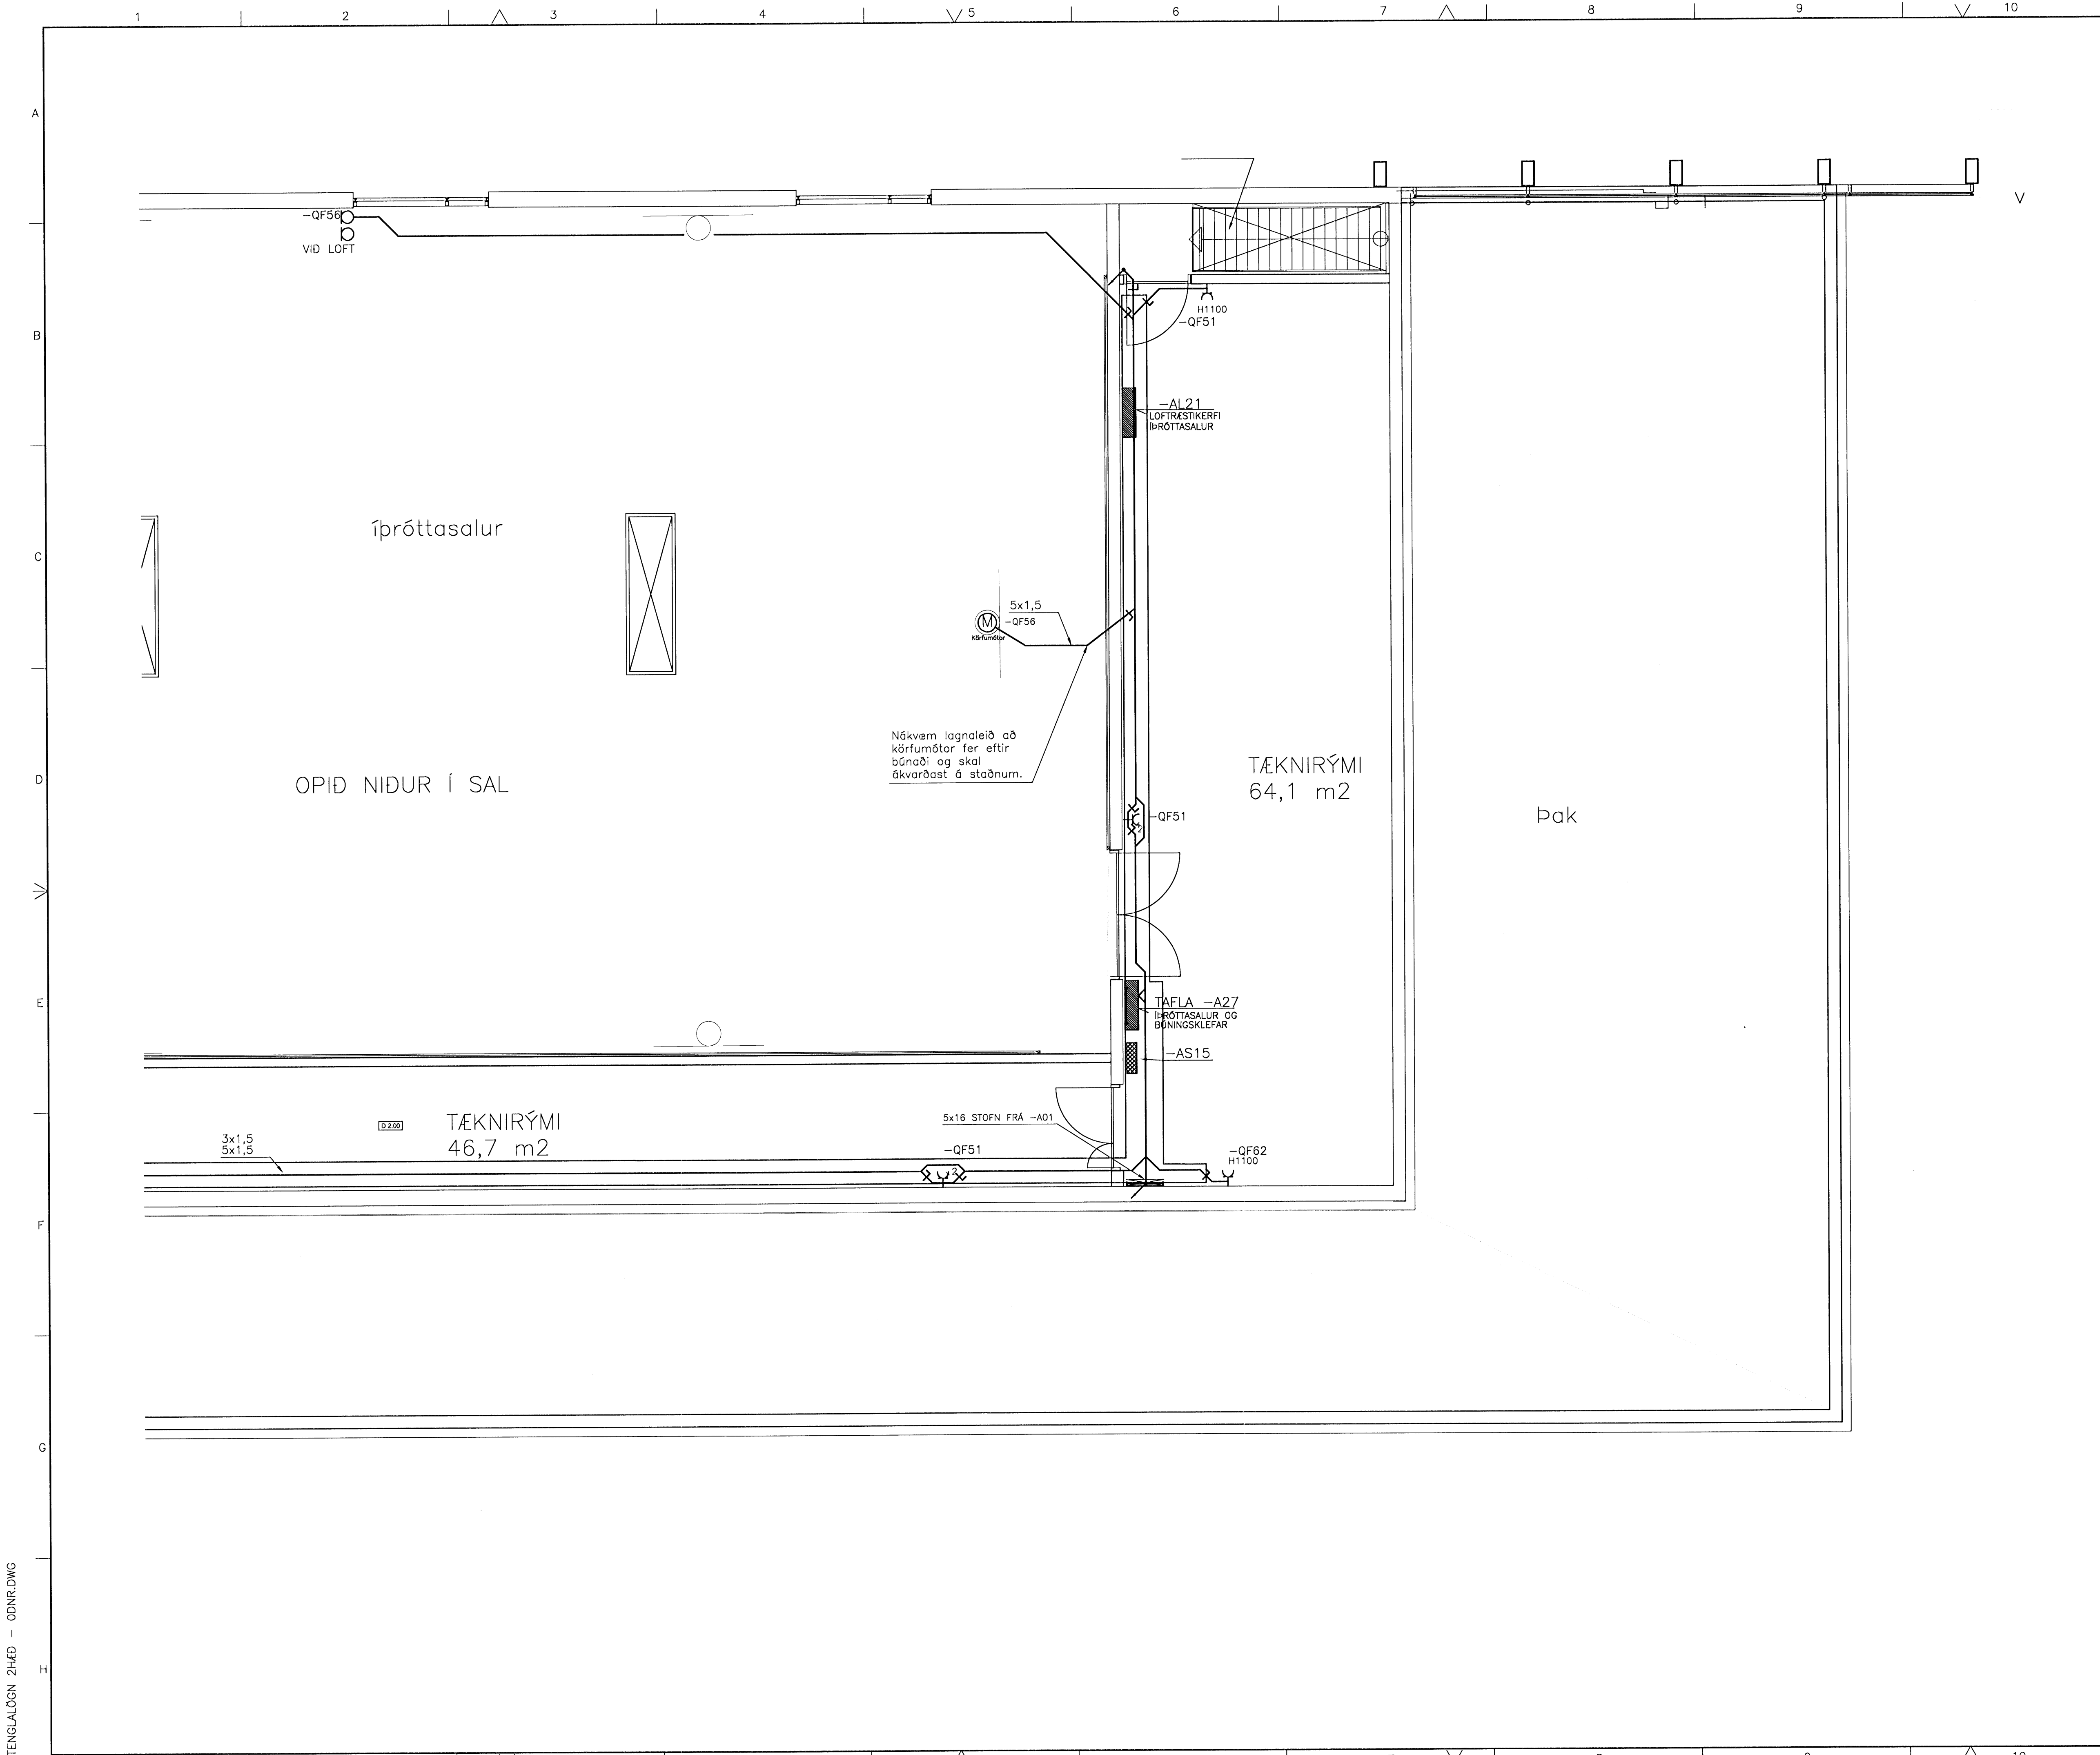 1 2 3 4 5 6 7 8 9 10
A
B
C
D
E
F
G
H
-QF56
VIÐ LOFT
H1100
-QF51
-AL21
LOFTRÆSTIKERFI
ÍÞRÓTTASALUR
íþróttasalur
5x1,5
M
-QF56
Körfumótor
Nákvæm lagnaleið að
körfumótor fer eftir
búnaði og skal
ákvarðast á staðnum.
OPIÐ NIÐUR Í SAL
TÆKNIRÝMI
64,1 m2
Þak
-QF51
2
TAFLA -A27
ÍÞRÓTTASALUR OG
BÚNINGSKLEFAR
-AS15
5x16 STOFN FRÁ -A01
D 2.00
TÆKNIRÝMI
46,7 m2
3x1,5
5x1,5
-QF51
2
-QF62
H1100
TENGLALÖGN 2HÆÐ - ODNR.DWG